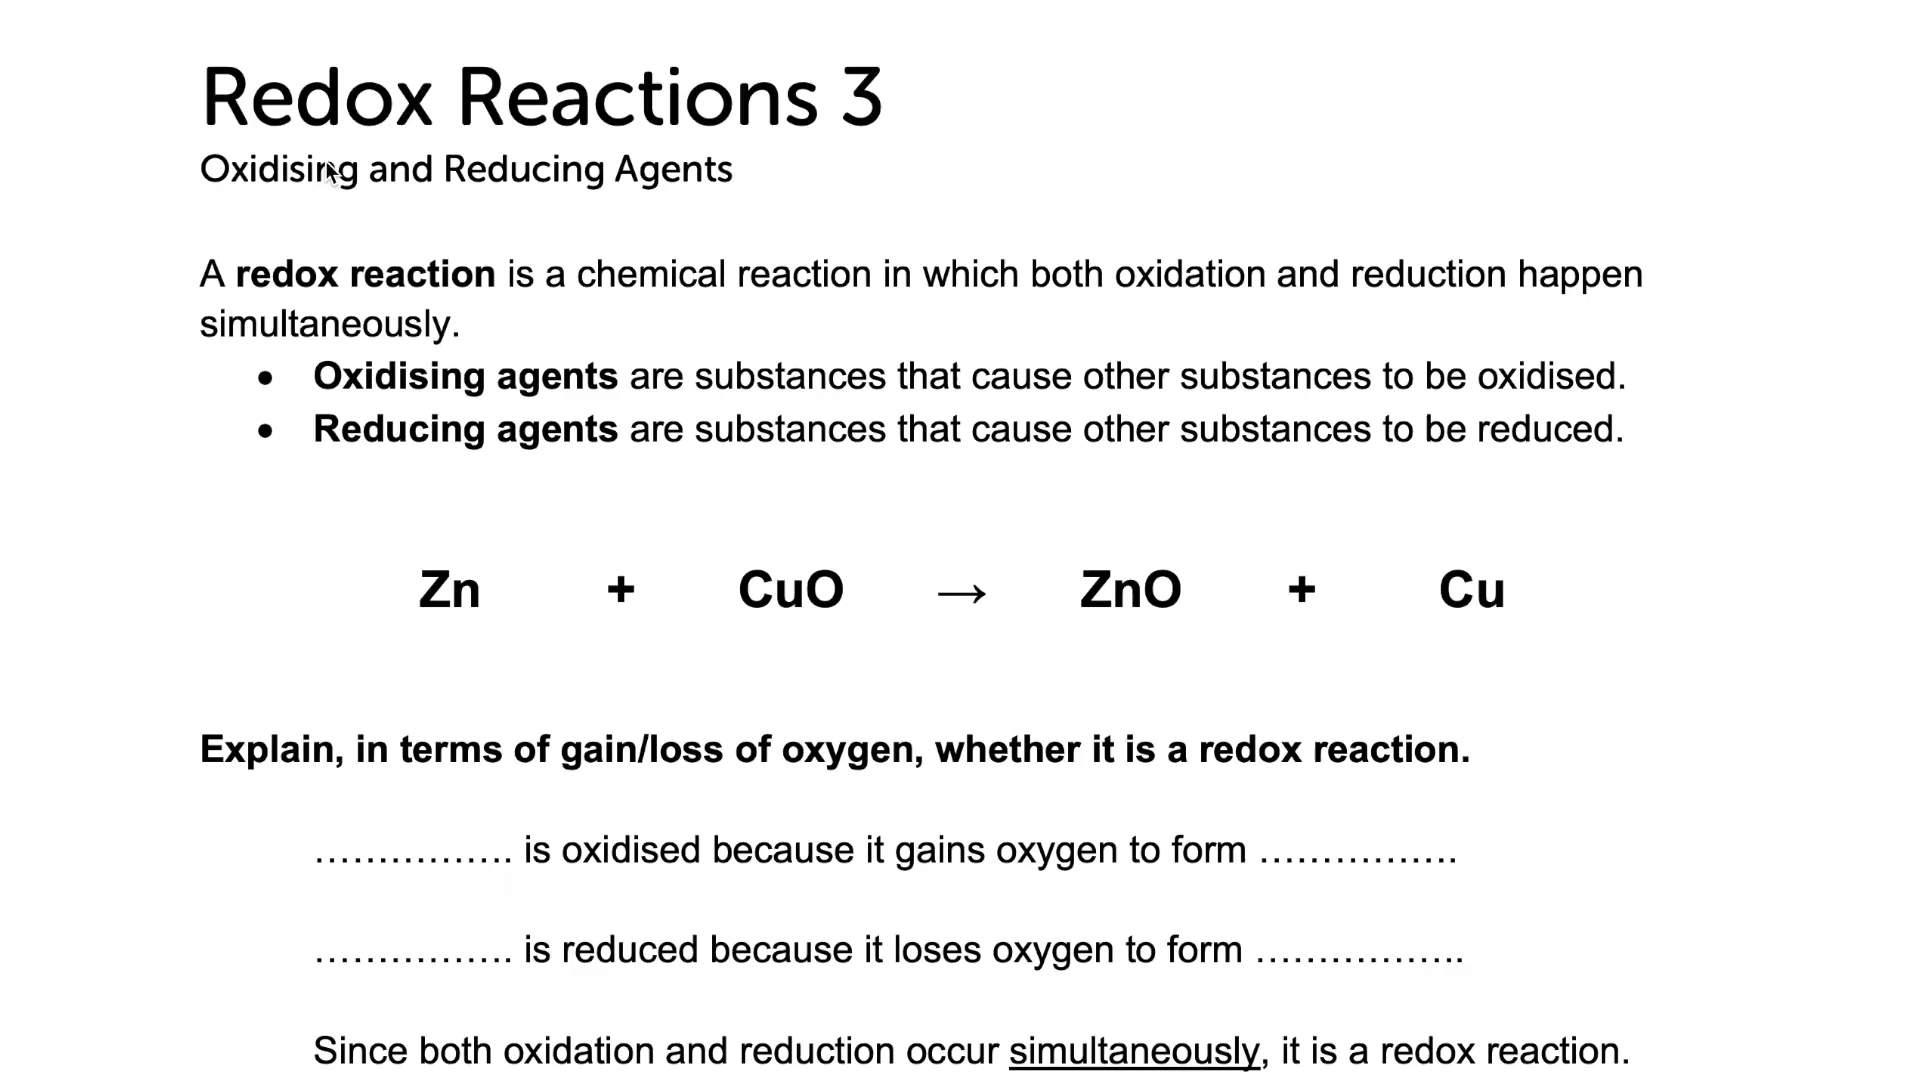 Redox Reactions 3
Oxidising and Reducing Agents
A redox reaction is a chemical reaction in which both oxidation and reduction happen
simultaneously.
• Oxidising agents are substances that cause other substances to be oxidised.
• Reducing agents are substances that cause other substances to be reduced.
Zn + CuO → ZnO + Cu
Explain, in terms of gain/loss of oxygen, whether it is a redox reaction.
……………. is oxidised because it gains oxygen to form …………….
……………. is reduced because it loses oxygen to form ……………..
Since both oxidation and reduction occur simultaneously, it is a redox reaction.